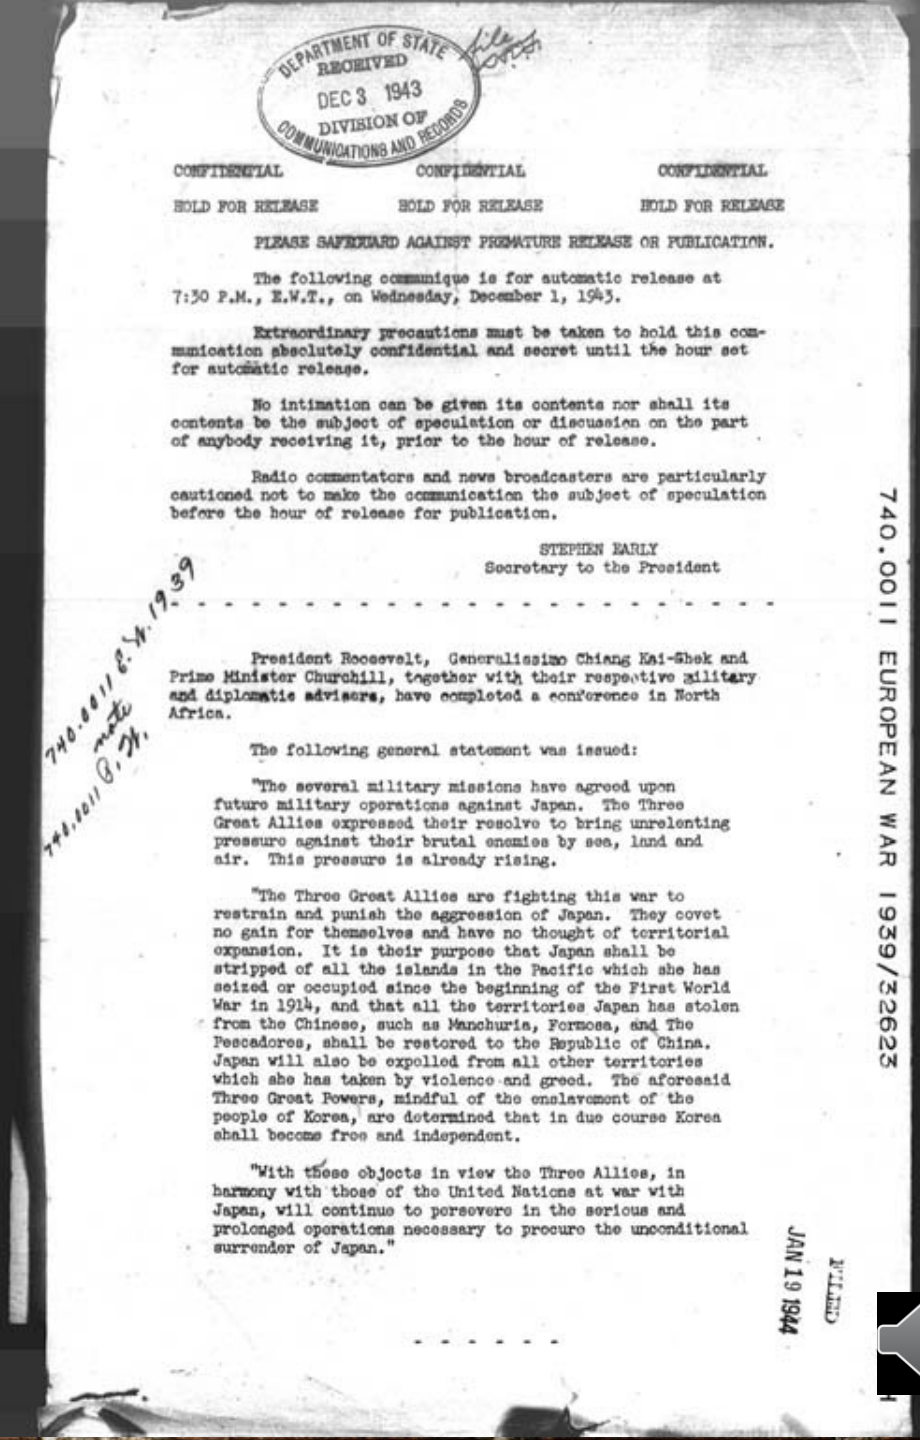 DEPARTMENT OF STATE
RECEIVED
DEC 3 1943
DIVISION OF
COMMUNICATIONS AND RECORDS
file
CONFIDENTIAL CONFIDENTIAL CONFIDENTIAL
HOLD FOR RELEASE HOLD FOR RELEASE HOLD FOR RELEASE
PLEASE SAFEGUARD AGAINST PREMATURE RELEASE OR PUBLICATION.
The following communique is for automatic release at
7:30 P.M., E.W.T., on Wednesday, December 1, 1943.
Extraordinary precautions must be taken to hold this com-
munication absolutely confidential and secret until the hour set
for automatic release.
No intimation can be given its contents nor shall its
contents be the subject of speculation or discussion on the part
of anybody receiving it, prior to the hour of release.
Radio commentators and news broadcasters are particularly
cautioned not to make the communication the subject of speculation
before the hour of release for publication.
STEPHEN EARLY
Secretary to the President
- - - - - - - - - - - - - - - - - - - - - - - -
President Roosevelt, Generalissimo Chiang Kai-Shek and
Prime Minister Churchill, together with their respective military
and diplomatic advisers, have completed a conference in North
Africa.
The following general statement was issued:
"The several military missions have agreed upon
future military operations against Japan. The Three
Great Allies expressed their resolve to bring unrelenting
pressure against their brutal enemies by sea, land and
air. This pressure is already rising.
"The Three Great Allies are fighting this war to
restrain and punish the aggression of Japan. They covet
no gain for themselves and have no thought of territorial
expansion. It is their purpose that Japan shall be
stripped of all the islands in the Pacific which she has
seized or occupied since the beginning of the First World
War in 1914, and that all the territories Japan has stolen
from the Chinese, such as Manchuria, Formosa, and The
Pescadores, shall be restored to the Republic of China.
Japan will also be expelled from all other territories
which she has taken by violence and greed. The aforesaid
Three Great Powers, mindful of the enslavement of the
people of Korea, are determined that in due course Korea
shall become free and independent.
"With these objects in view the Three Allies, in
harmony with those of the United Nations at war with
Japan, will continue to persevere in the serious and
prolonged operations necessary to procure the unconditional
surrender of Japan."
- - - - - -
740.0011 E.W. 1939
note
740.0011 P.W.
740.0011 EUROPEAN WAR 1939/32623
FILED
JAN 19 1944